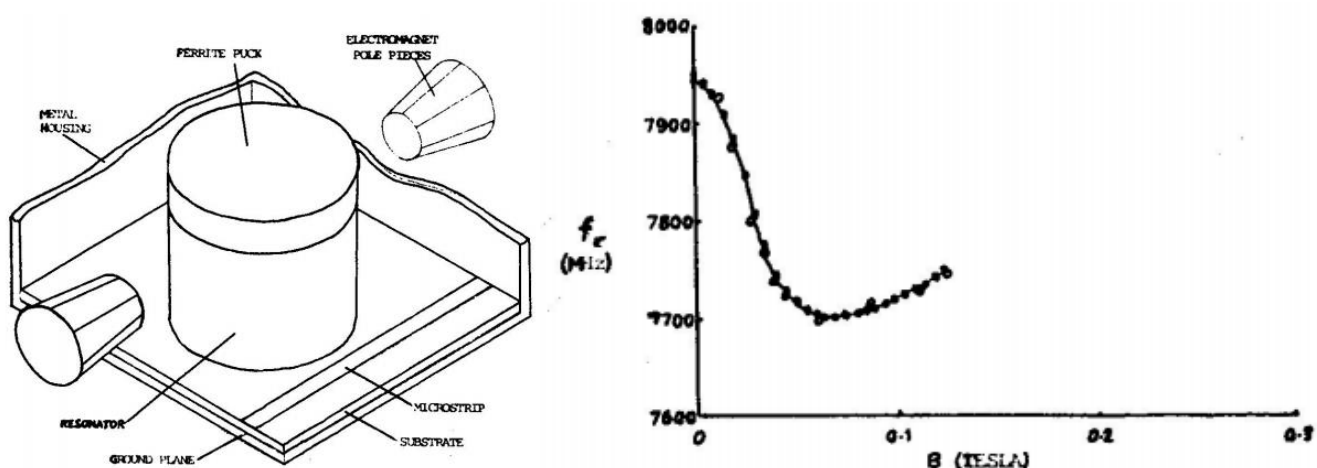 FERRITE PUCK
ELECTROMAGNET
POLE PIECES
METAL
HOUSING
RESONATOR
GROUND PLANE
MICROSTRIP
SUBSTRATE
8000
7900
7800
7700
7600
fr
(MHz)
0
0.1
0.2
0.3
B (TESLA)